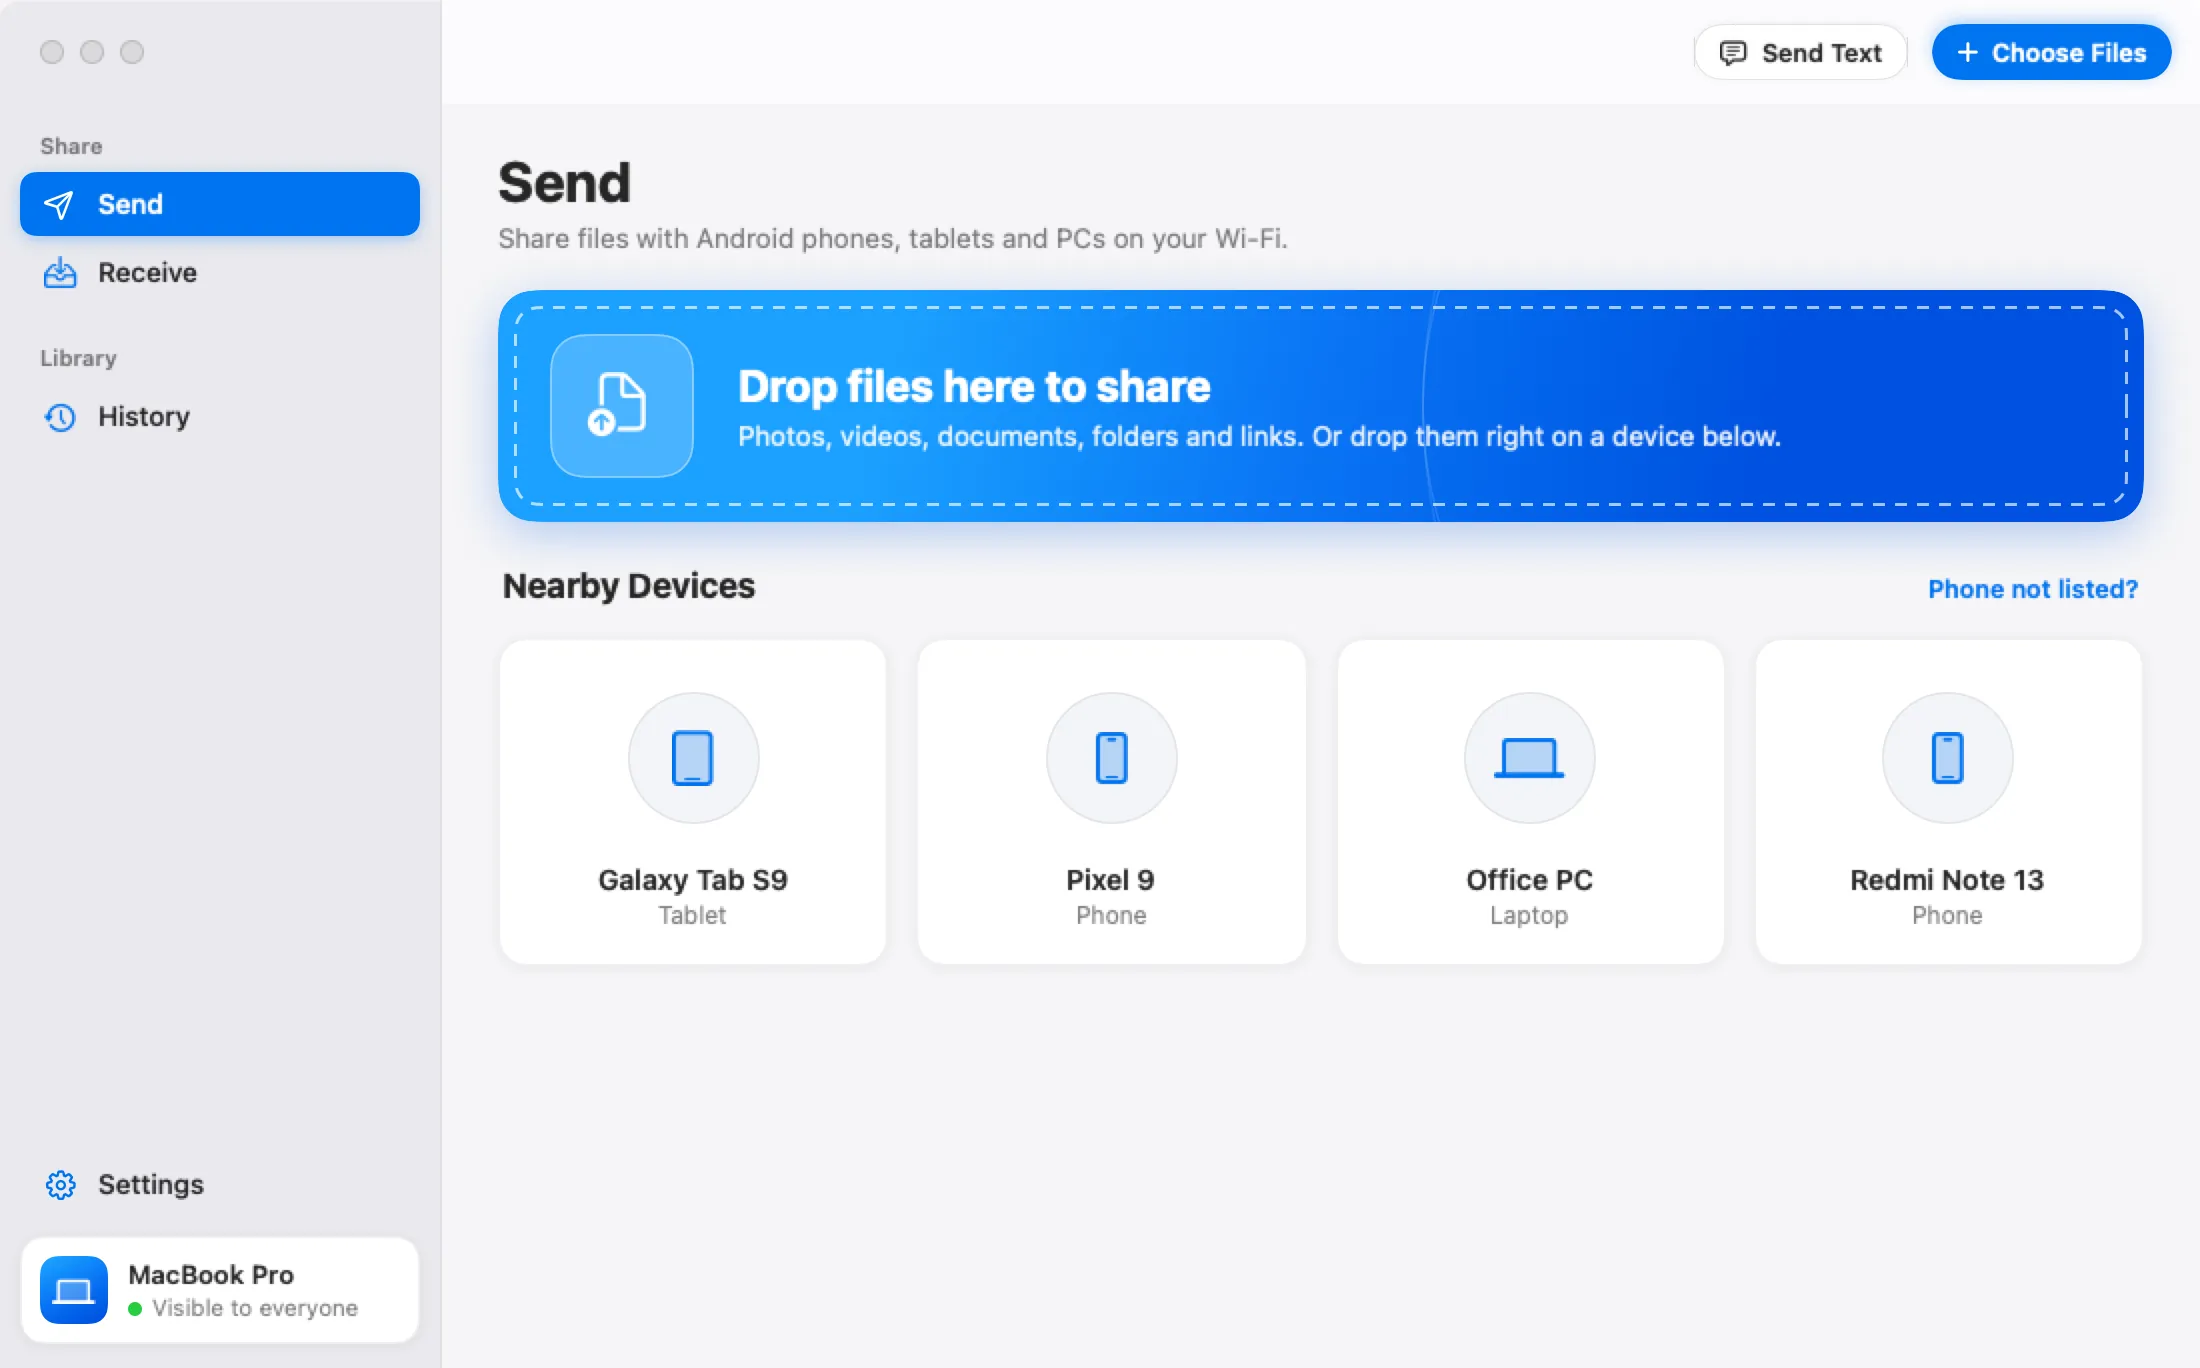 Send Text
Choose Files
Share
Send
Receive
Library
History
Settings
MacBook Pro
Visible to everyone
Send
Share files with Android phones, tablets and PCs on your Wi-Fi.
Drop files here to share
Photos, videos, documents, folders and links. Or drop them right on a device below.
Nearby Devices
Phone not listed?
Galaxy Tab S9
Tablet
Pixel 9
Phone
Office PC
Laptop
Redmi Note 13
Phone